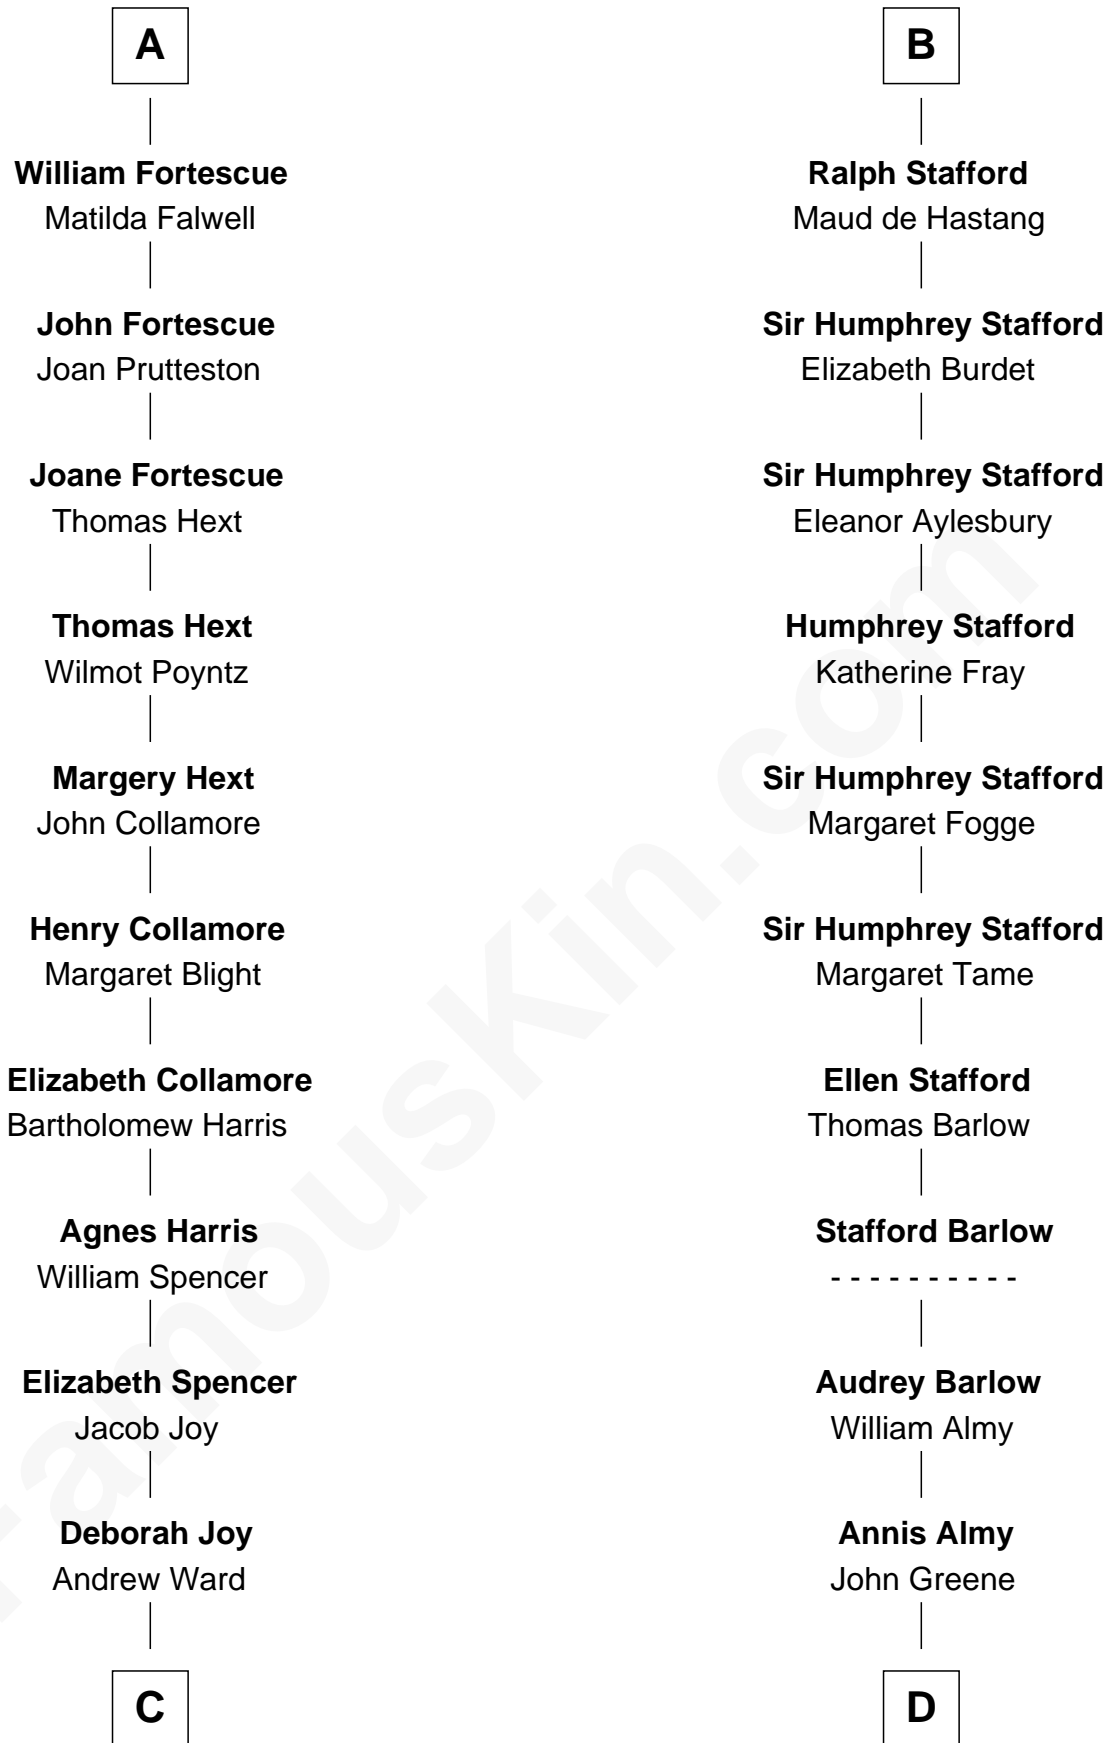 A
William Fortescue
Matilda Falwell
John Fortescue
Joan Prutteston
Joane Fortescue
Thomas Hext
Thomas Hext
Wilmot Poyntz
Margery Hext
John Collamore
Henry Collamore
Margaret Blight
Elizabeth Collamore
Bartholomew Harris
Agnes Harris
William Spencer
Elizabeth Spencer
Jacob Joy
Deborah Joy
Andrew Ward
C
B
Ralph Stafford
Maud de Hastang
Sir Humphrey Stafford
Elizabeth Burdet
Sir Humphrey Stafford
Eleanor Aylesbury
Humphrey Stafford
Katherine Fray
Sir Humphrey Stafford
Margaret Fogge
Sir Humphrey Stafford
Margaret Tame
Ellen Stafford
Thomas Barlow
Stafford Barlow
- - - - - - - - - -
Audrey Barlow
William Almy
Annis Almy
John Greene
D
FamousKin.com